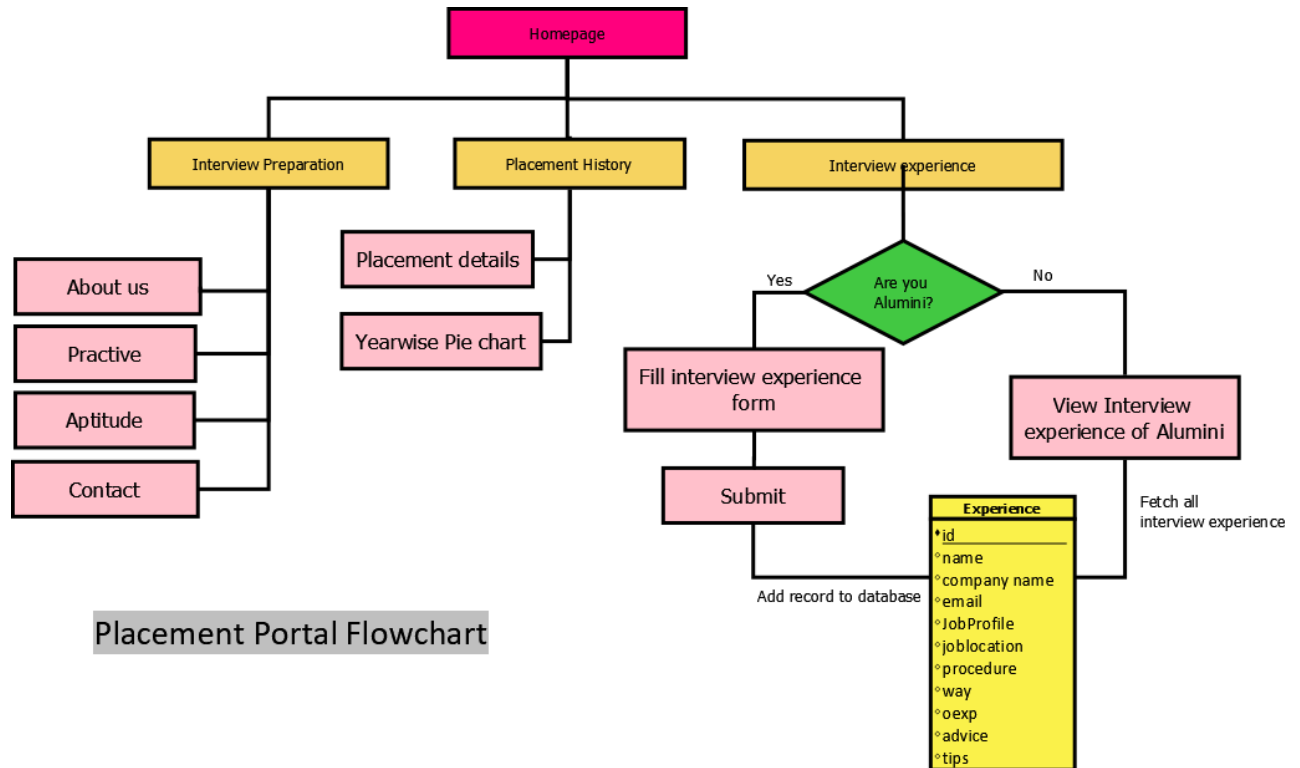 Homepage
Interview Preparation
Placement History
Interview experience
About us
Practive
Aptitude
Contact
Placement details
Yearwise Pie chart
Are you
Alumini?
Yes
No
Fill interview experience
form
Submit
View Interview
experience of Alumini
Fetch all
interview experience
Add record to database
Experience
id
name
company name
email
JobProfile
joblocation
procedure
way
oexp
advice
tips
Placement Portal Flowchart